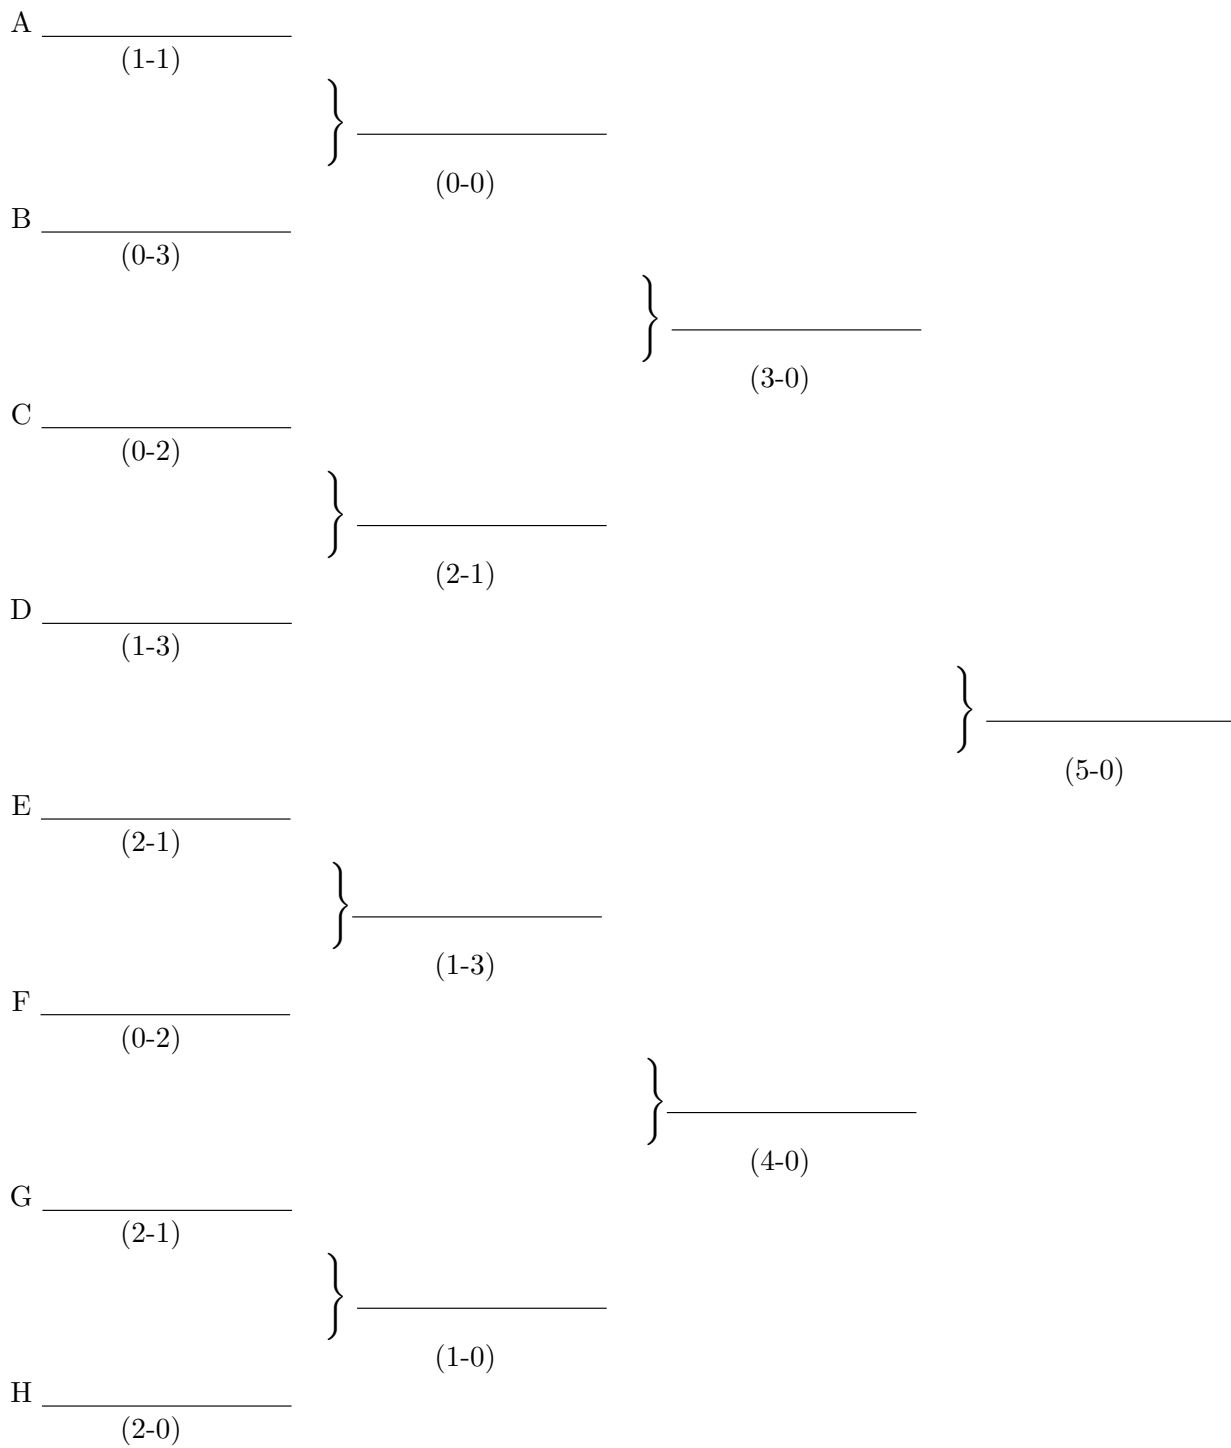 A
(1-1)
(0-0)
B
(0-3)
(3-0)
C
(0-2)
(2-1)
D
(1-3)
(5-0)
E
(2-1)
(1-3)
F
(0-2)
(4-0)
G
(2-1)
(1-0)
H
(2-0)